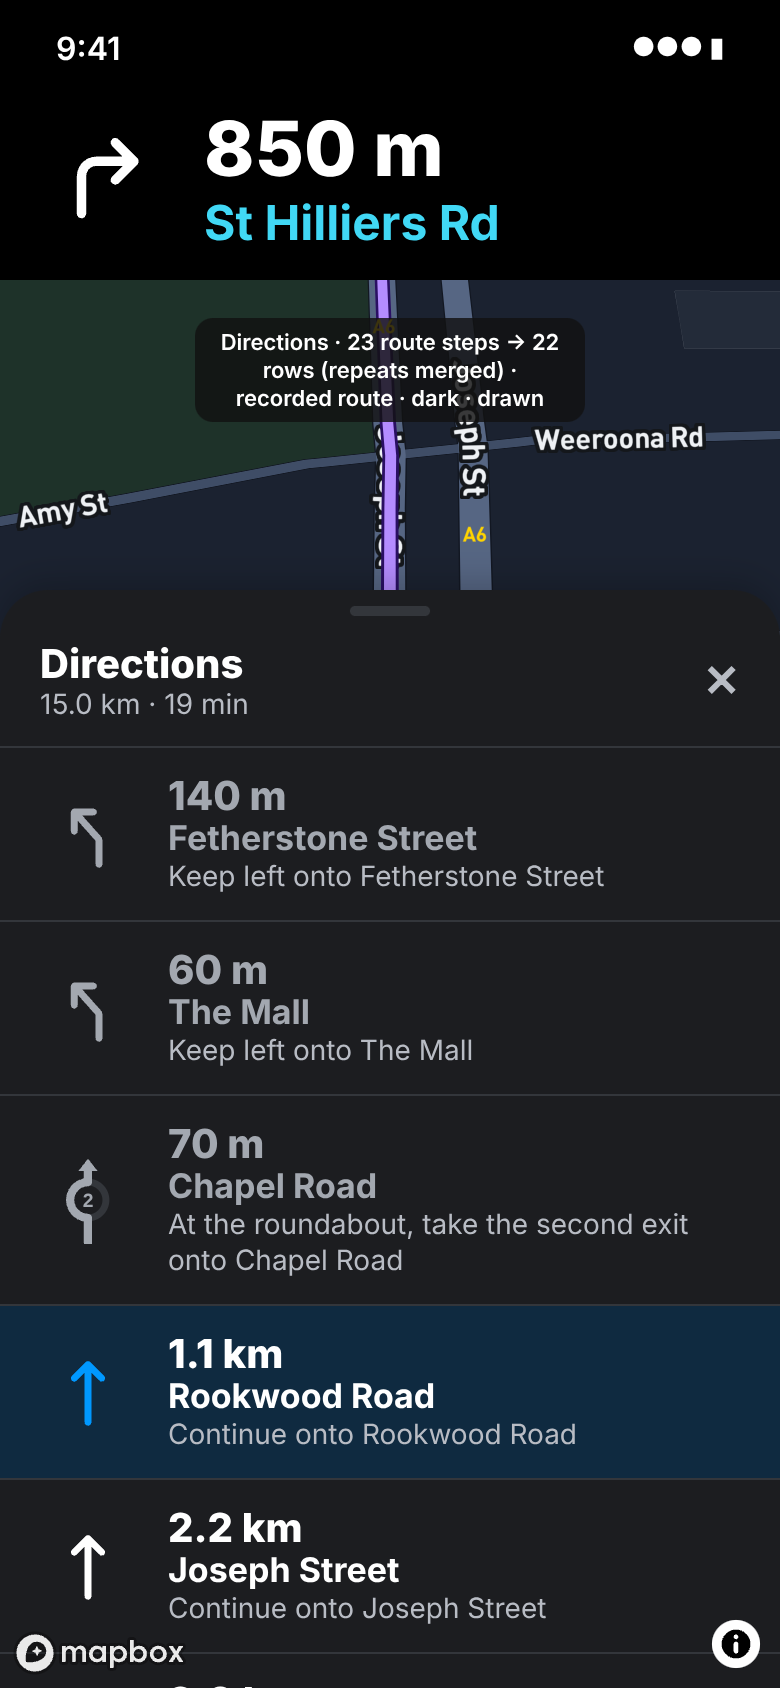 9:41
850 m
St Hilliers Rd
A6
Directions · 23 route steps → 22
rows (repeats merged) ·
recorded route · dark · drawn
Joseph St
Weeroona Rd
Amy St
A6
Directions
15.0 km · 19 min
140 m
Fetherstone Street
Keep left onto Fetherstone Street
60 m
The Mall
Keep left onto The Mall
2
70 m
Chapel Road
At the roundabout, take the second exit
onto Chapel Road
1.1 km
Rookwood Road
Continue onto Rookwood Road
2.2 km
Joseph Street
Continue onto Joseph Street
mapbox